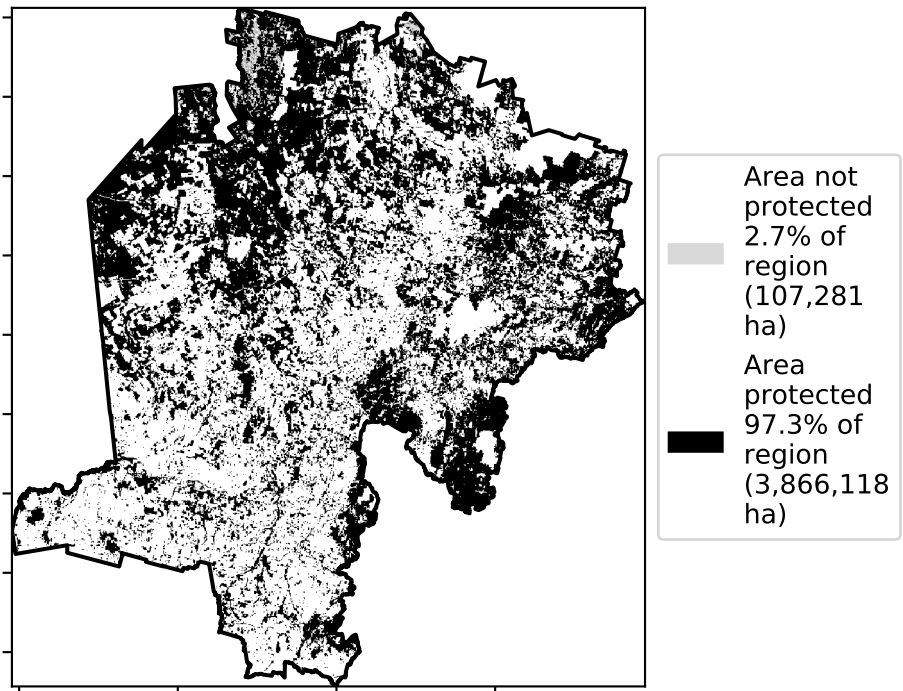 Area not
protected
2.7% of
region
(107,281
ha)
Area
protected
97.3% of
region
(3,866,118
ha)